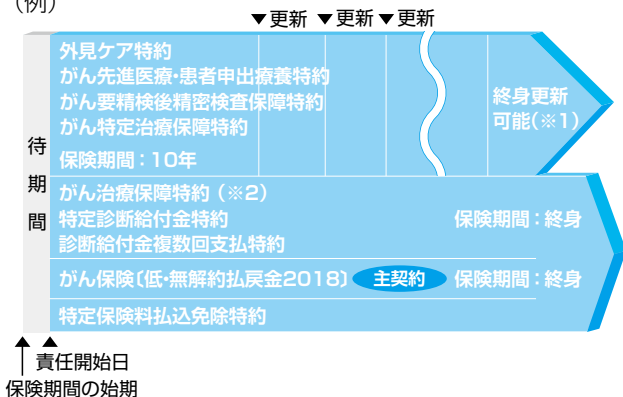 （例）
▼更新 ▼更新 ▼更新
外見ケア特約
がん先進医療・患者申出療養特約
がん要精検後精密検査保障特約
がん特定治療保障特約
保険期間：10年
終身更新
可能（※1）
待期間
がん治療保障特約（※2）
特定診断給付金特約
診断給付金複数回支払特約
保険期間：終身
がん保険〔低・無解約払戻金2018〕 主契約 保険期間：終身
特定保険料払込免除特約
責任開始日
保険期間の始期